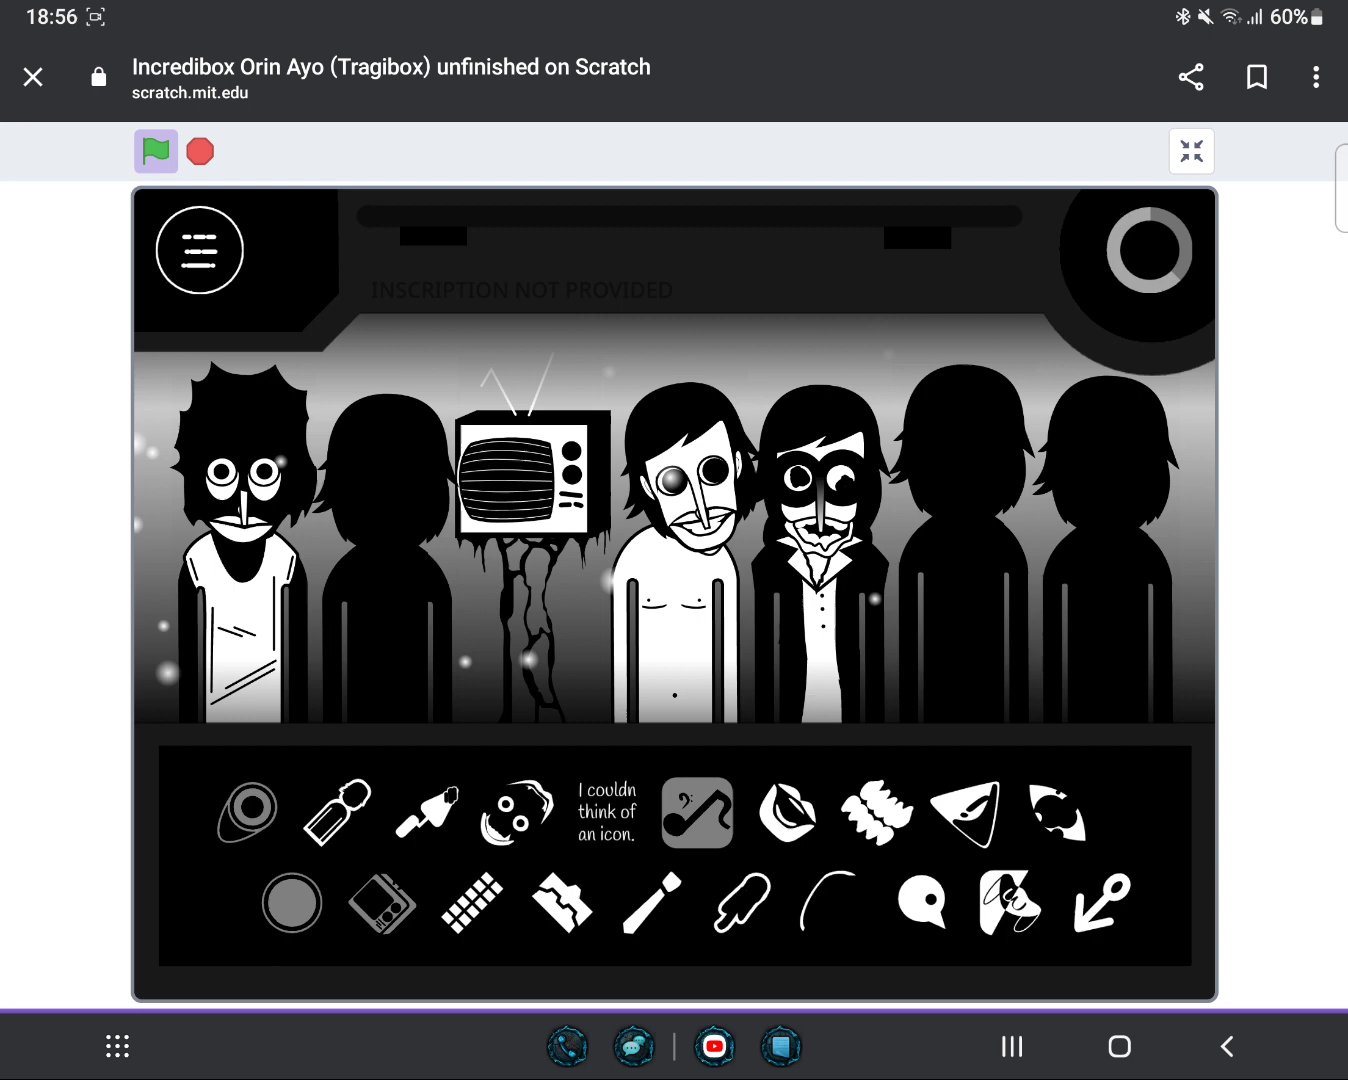 18:56
60%
Incredibox Orin Ayo (Tragibox) unfinished on Scratch
scratch.mit.edu
INSCRIPTION NOT PROVIDED
I couldn
think of
an icon.